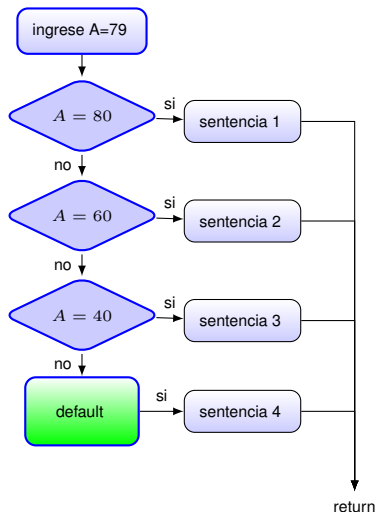 ingrese A=79
A = 80
si
sentencia 1
no
A = 60
si
sentencia 2
no
A = 40
si
sentencia 3
no
default
si
sentencia 4
return